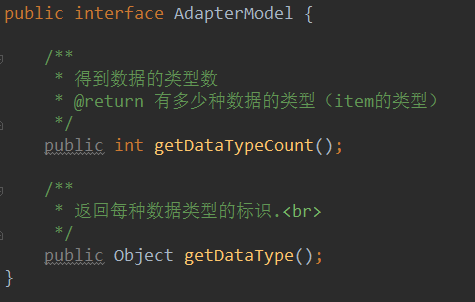 public interface AdapterModel {
/**
* 得到数据的类型数
* @return 有多少种数据的类型（item的类型）
*/
public int getDataTypeCount();
/**
* 返回每种数据类型的标识.<br>
*/
public Object getDataType();
}